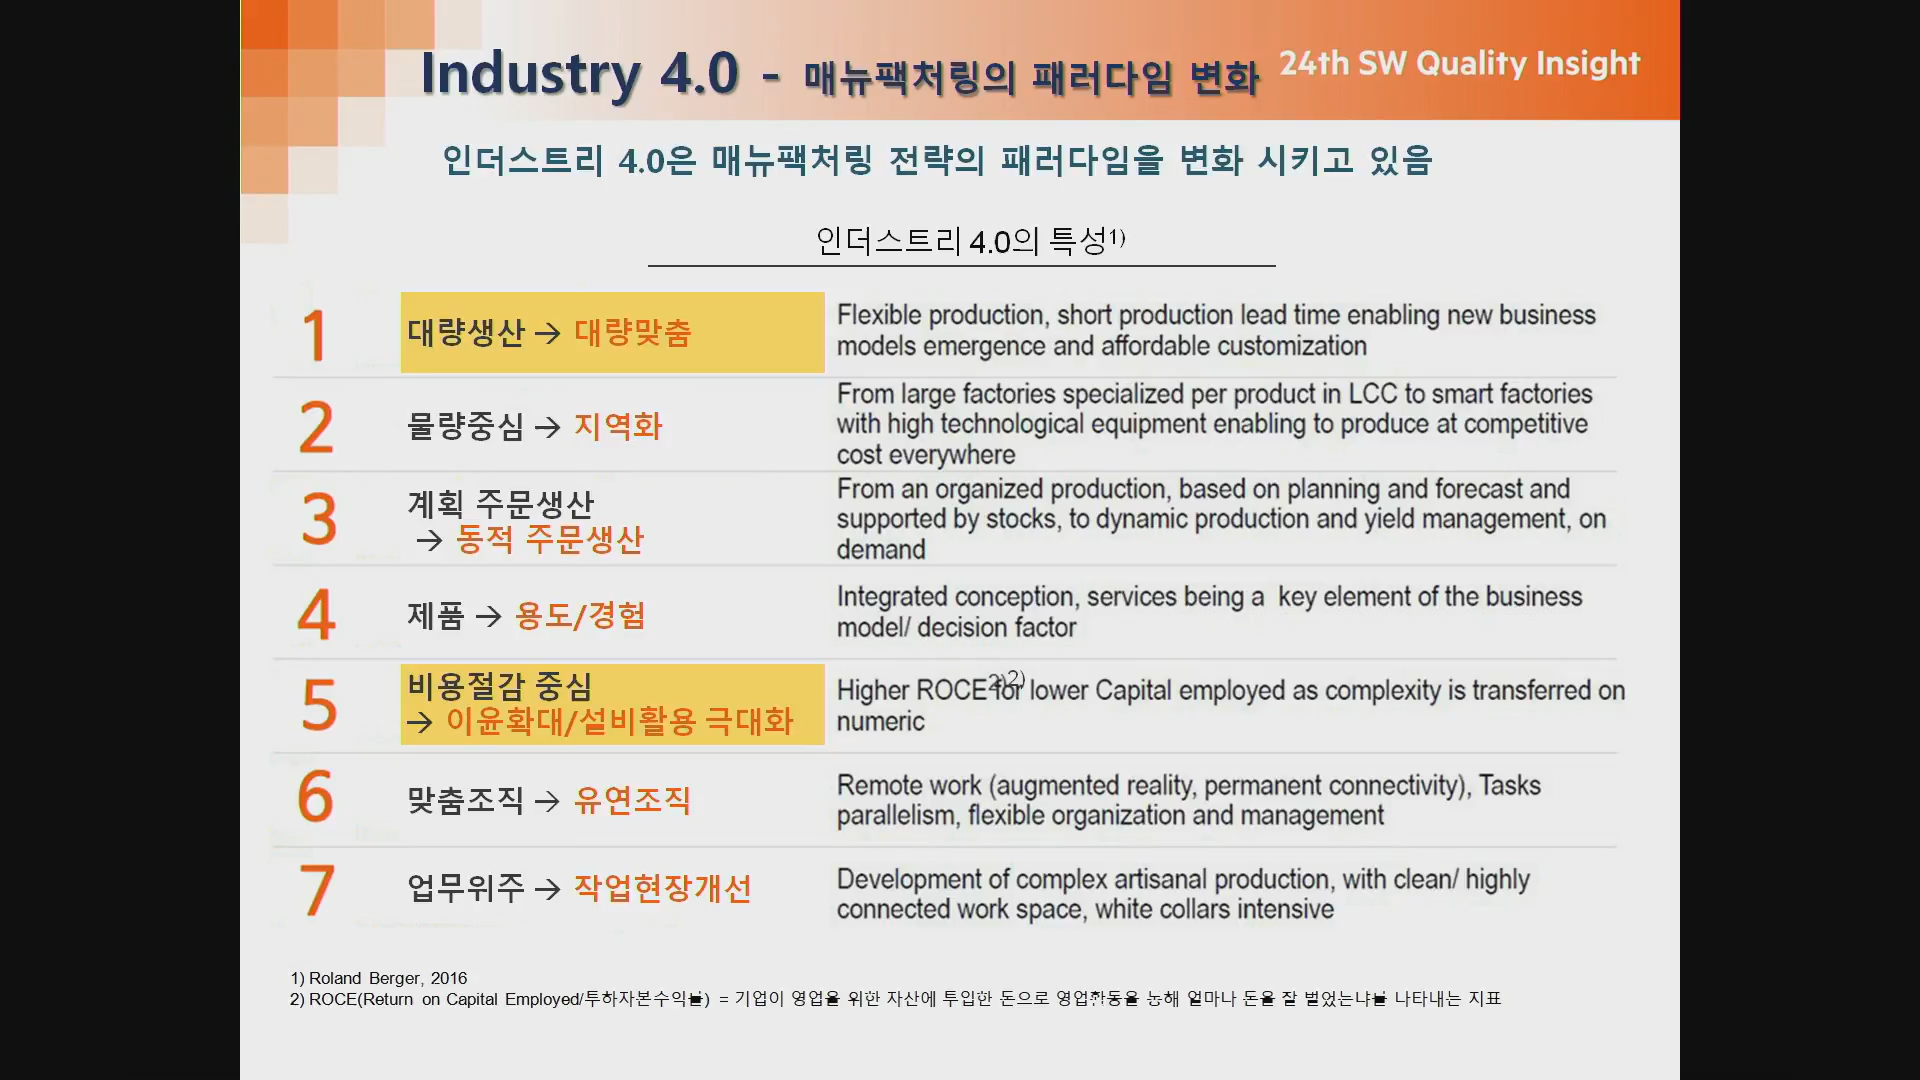 Industry 4.0 - 매뉴팩처링의 패러다임 변화
24th SW Quality Insight
인더스트리 4.0은 매뉴팩처링 전략의 패러다임을 변화 시키고 있음
인더스트리 4.0의 특성1)
1
대량생산 → 대량맞춤
Flexible production, short production lead time enabling new business
models emergence and affordable customization
2
물량중심 → 지역화
From large factories specialized per product in LCC to smart factories
with high technological equipment enabling to produce at competitive
cost everywhere
3
계획 주문생산
→ 동적 주문생산
From an organized production, based on planning and forecast and
supported by stocks, to dynamic production and yield management, on
demand
4
제품 → 용도/경험
Integrated conception, services being a key element of the business
model/ decision factor
5
비용절감 중심
→ 이윤확대/설비활용 극대화
Higher ROCE2) for lower Capital employed as complexity is transferred on
numeric
6
맞춤조직 → 유연조직
Remote work (augmented reality, permanent connectivity), Tasks
parallelism, flexible organization and management
7
업무위주 → 작업현장개선
Development of complex artisanal production, with clean/ highly
connected work space, white collars intensive
1) Roland Berger, 2016
2) ROCE(Return on Capital Employed/투하자본수익률) = 기업이 영업을 위한 자산에 투입한 돈으로 영업활동을 통해 얼마나 돈을 잘 벌었는냐를 나타내는 지표